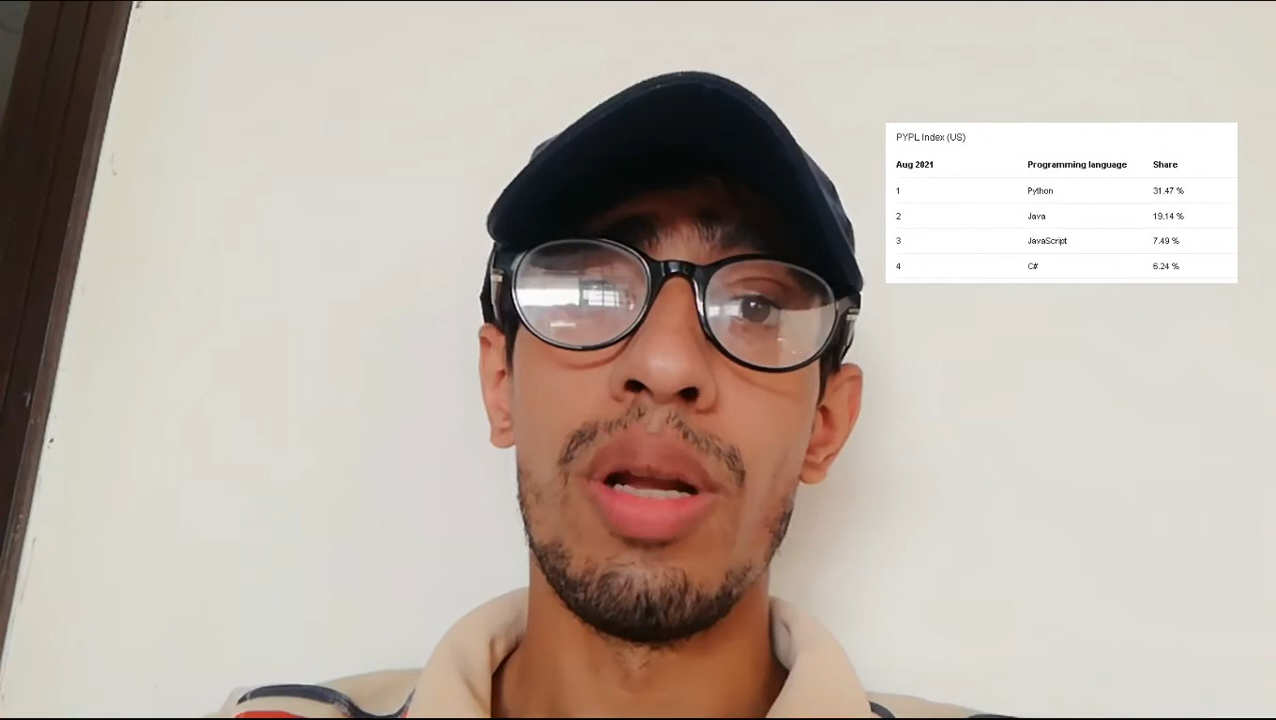 PYPL Index (US)
Aug 2021 Programming language Share
1 Python 31.47 %
2 Java 19.14 %
3 JavaScript 7.49 %
4 C# 6.24 %